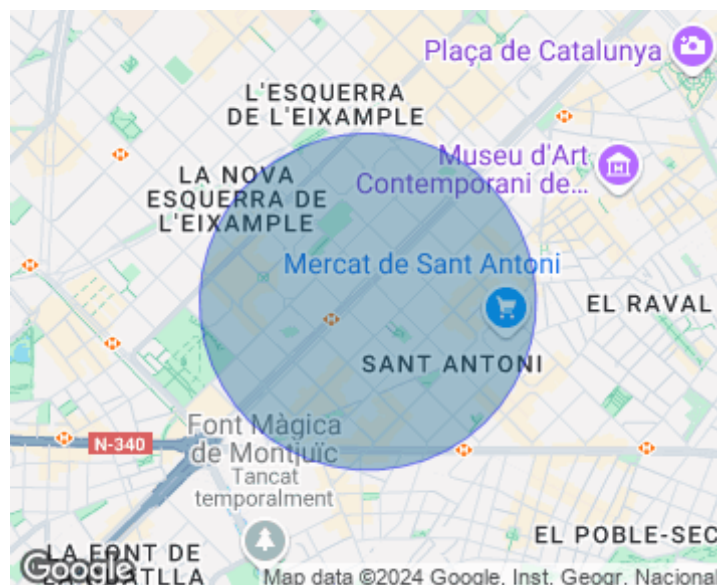 Plaça de Catalunya
L'ESQUERRA
DE L'EIXAMPLE
Museu d'Art
Contemporani de...
LA NOVA
ESQUERRA DE
L'EIXAMPLE
Mercat de Sant Antoni
EL RAVAL
SANT ANTONI
Font Màgica
de Montjuïc
Tancat
temporalment
N-340
EL POBLE-SEC
LA FONT DE
Google
Map data ©2024 Google, Inst. Geogr. Nacional